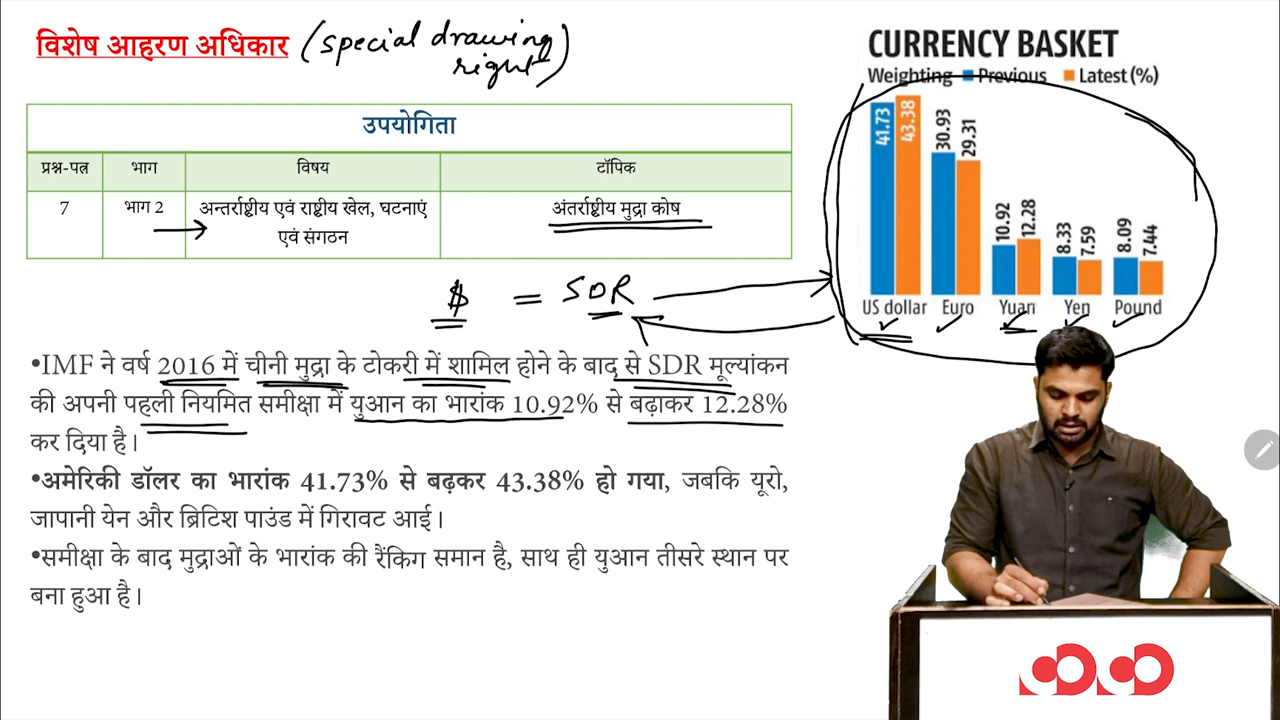 विशेष आहरण अधिकार (special drawing
right)
उपयोगिता
प्रश्न-पत्र भाग विषय टॉपिक
7 भाग 2 अन्तर्राष्ट्रीय एवं राष्ट्रीय खेल, घटनाएं अंतर्राष्ट्रीय मुद्रा कोष
एवं संगठन
$ = SDR
•IMF ने वर्ष 2016 में चीनी मुद्रा के टोकरी में शामिल होने के बाद से SDR मूल्यांकन
की अपनी पहली नियमित समीक्षा में युआन का भारांक 10.92% से बढ़ाकर 12.28%
कर दिया है।
•अमेरिकी डॉलर का भारांक 41.73% से बढ़कर 43.38% हो गया, जबकि यूरो,
जापानी येन और ब्रिटिश पाउंड में गिरावट आई।
•समीक्षा के बाद मुद्राओं के भारांक की रैंकिग समान है, साथ ही युआन तीसरे स्थान पर
बना हुआ है।
CURRENCY BASKET
Weighting Previous Latest (%)
41.73 43.38 30.93 29.31 10.92 12.28 8.33 7.59 8.09 7.44
US dollar Euro Yuan Yen Pound